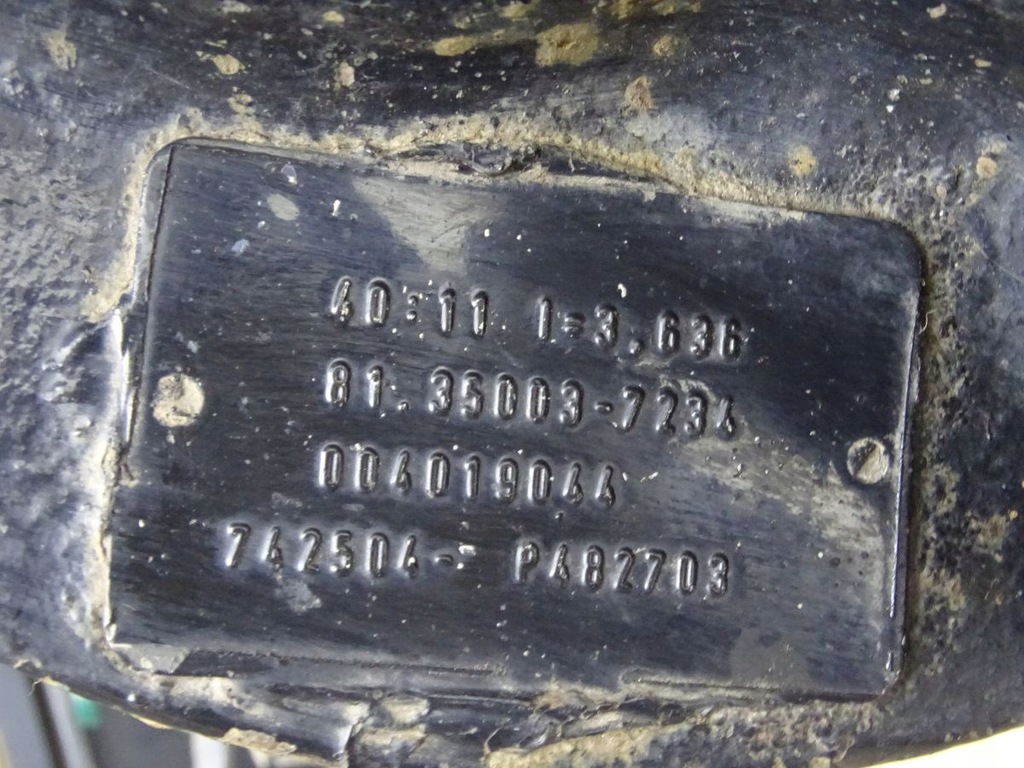 40:11 I=3,636
81.35003-7234
004019044
742504- P482703